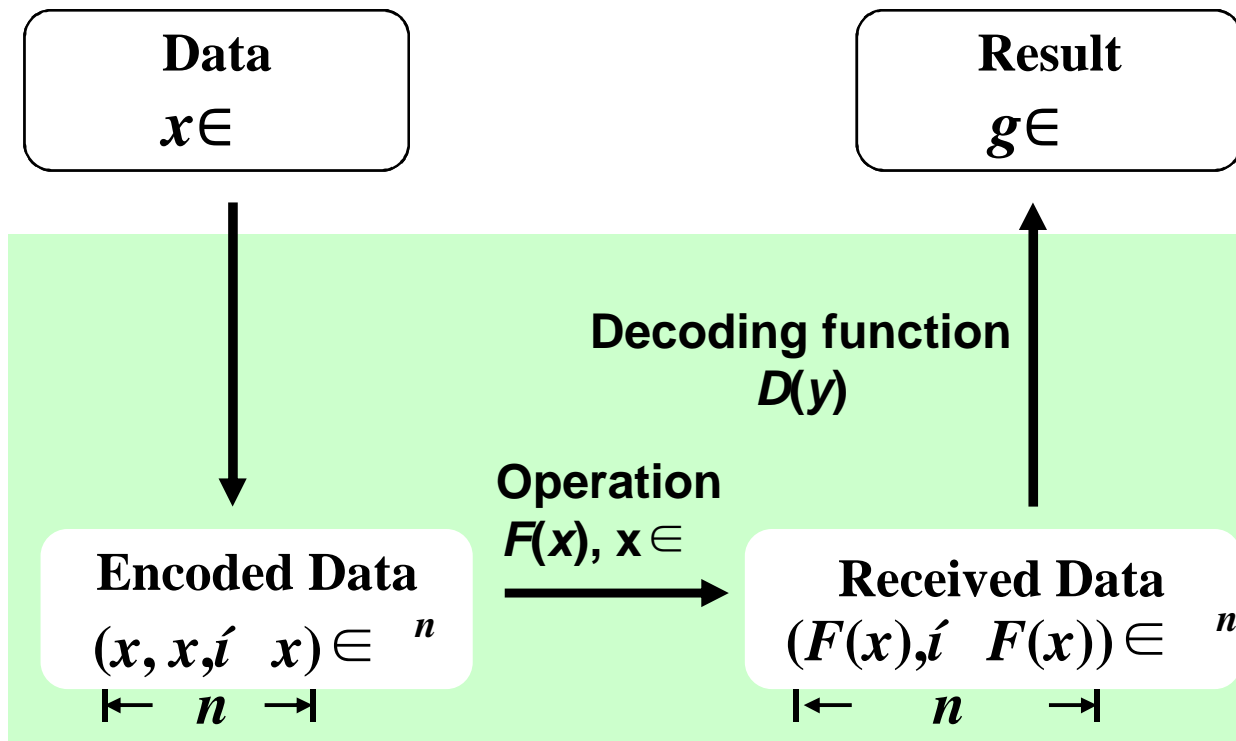 Data
x∈
Result
g∈
Decoding function
D(y)
Operation
F(x), x∈
Encoded Data
(x, x,í x)∈ n
n
Received Data
(F(x),í F(x))∈ n
n